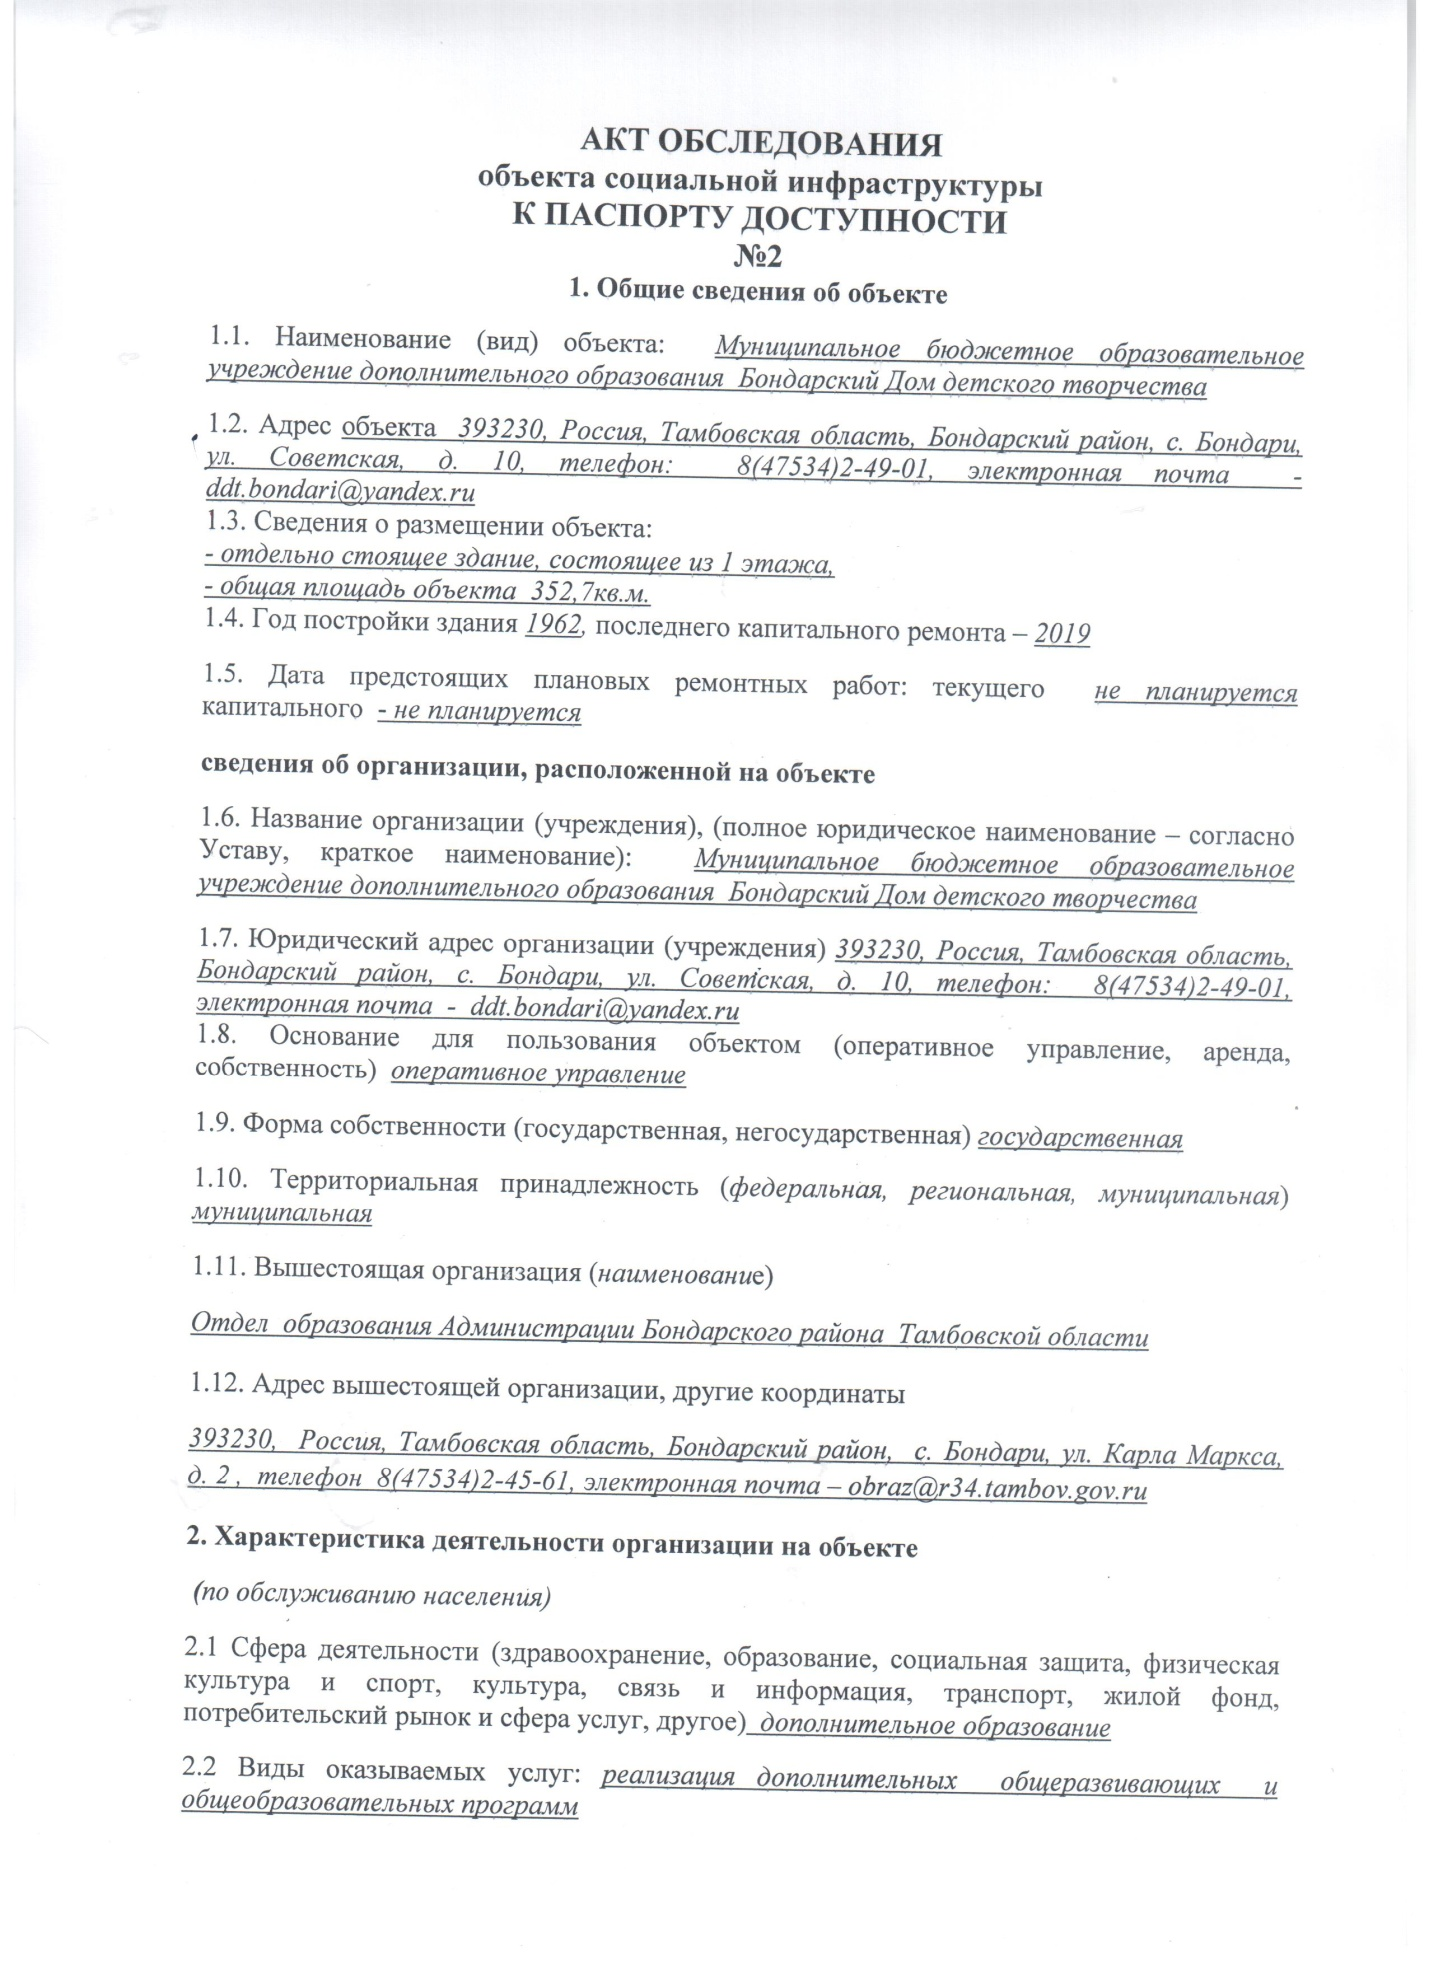 АКТ ОБСЛЕДОВАНИЯ
объекта социальной инфраструктуры
К ПАСПОРТУ ДОСТУПНОСТИ
№2
1. Общие сведения об объекте
1.1. Наименование (вид) объекта: Муниципальное бюджетное образовательное
учреждение дополнительного образования Бондарский Дом детского творчества
1.2. Адрес объекта 393230, Россия, Тамбовская область, Бондарский район, с. Бондари,
ул. Советская, д. 10, телефон: 8(47534)2-49-01, электронная почта -
ddt.bondari@yandex.ru
1.3. Сведения о размещении объекта:
- отдельно стоящее здание, состоящее из 1 этажа,
- общая площадь объекта 352,7кв.м.
1.4. Год постройки здания 1962, последнего капитального ремонта – 2019
1.5. Дата предстоящих плановых ремонтных работ: текущего не планируется
капитального - не планируется
сведения об организации, расположенной на объекте
1.6. Название организации (учреждения), (полное юридическое наименование – согласно
Уставу, краткое наименование): Муниципальное бюджетное образовательное
учреждение дополнительного образования Бондарский Дом детского творчества
1.7. Юридический адрес организации (учреждения) 393230, Россия, Тамбовская область,
Бондарский район, с. Бондари, ул. Советская, д. 10, телефон: 8(47534)2-49-01,
электронная почта - ddt.bondari@yandex.ru
1.8. Основание для пользования объектом (оперативное управление, аренда,
собственность) оперативное управление
1.9. Форма собственности (государственная, негосударственная) государственная
1.10. Территориальная принадлежность (федеральная, региональная, муниципальная)
муниципальная
1.11. Вышестоящая организация (наименование)
Отдел образования Администрации Бондарского района Тамбовской области
1.12. Адрес вышестоящей организации, другие координаты
393230, Россия, Тамбовская область, Бондарский район, с. Бондари, ул. Карла Маркса,
д. 2 , телефон 8(47534)2-45-61, электронная почта – obraz@r34.tambov.gov.ru
2. Характеристика деятельности организации на объекте
(по обслуживанию населения)
2.1 Сфера деятельности (здравоохранение, образование, социальная защита, физическая
культура и спорт, культура, связь и информация, транспорт, жилой фонд,
потребительский рынок и сфера услуг, другое) дополнительное образование
2.2 Виды оказываемых услуг: реализация дополнительных общеразвивающих и
общеобразовательных программ